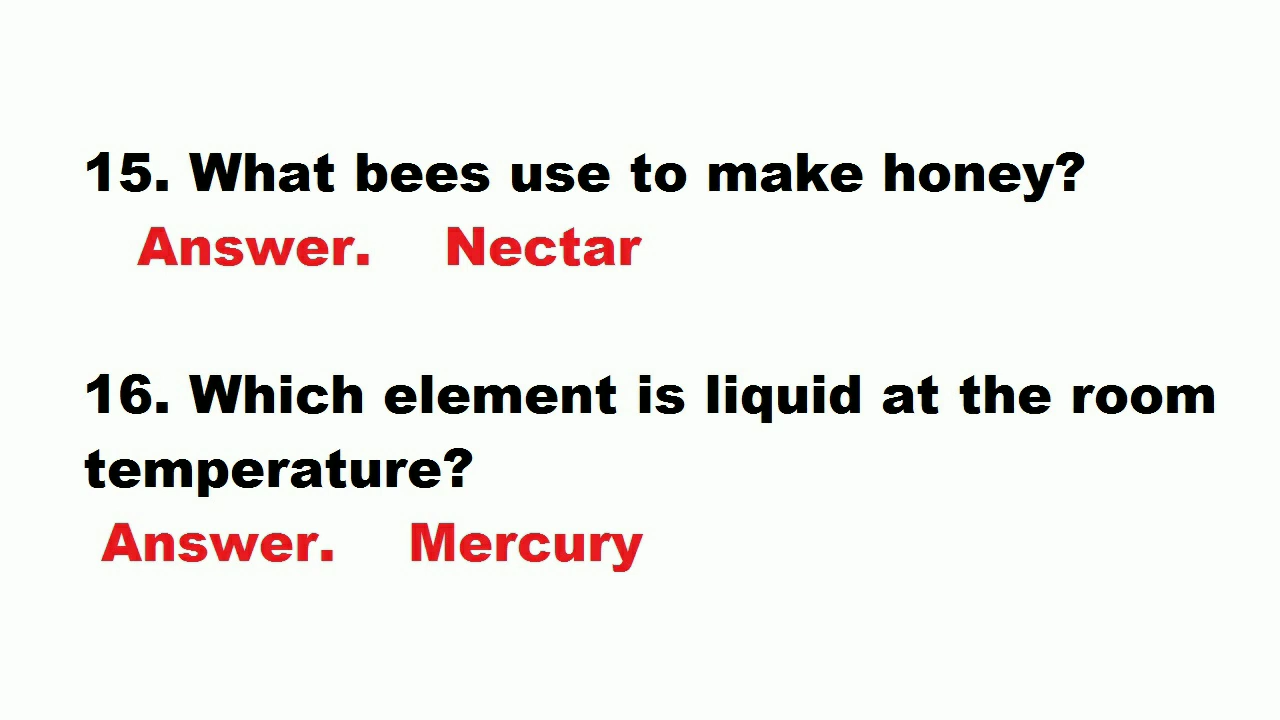 15. What bees use to make honey?
Answer. Nectar
16. Which element is liquid at the room
temperature?
Answer. Mercury